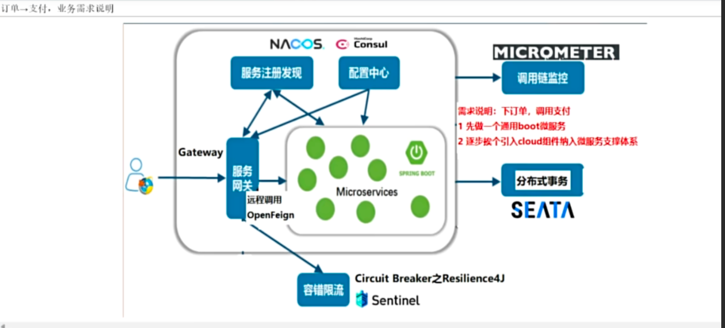 订单→支付，业务需求说明
NACOS
HashiCorp
Consul
MICROMETER
服务注册发现
配置中心
调用链监控
需求说明：下订单，调用支付
1 先做一个通用boot微服务
2 逐步挨个引入cloud组件纳入微服务支撑体系
Gateway
服务
网关
SPRING BOOT
Microservices
远程调用
OpenFeign
分布式事务
SEATA
容错限流
Circuit Breaker之Resilience4J
Sentinel